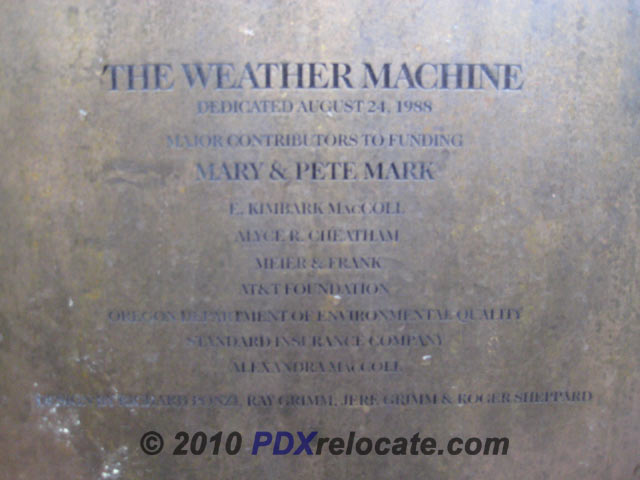 THE WEATHER MACHINE
DEDICATED AUGUST 24, 1988
MAJOR CONTRIBUTORS TO FUNDING
MARY & PETE MARK
E. KIMBARK MACCOLL
ALYCE R. CHEATHAM
MEIER & FRANK
AT&T FOUNDATION
OREGON DEPARTMENT OF ENVIRONMENTAL QUALITY
STANDARD INSURANCE COMPANY
ALEXANDRA MACCOLL
RICHARD PONZI, RAY GRIMM, JERE GRIMM & ROGER SHEPPARD
© 2010 PDXrelocate.com